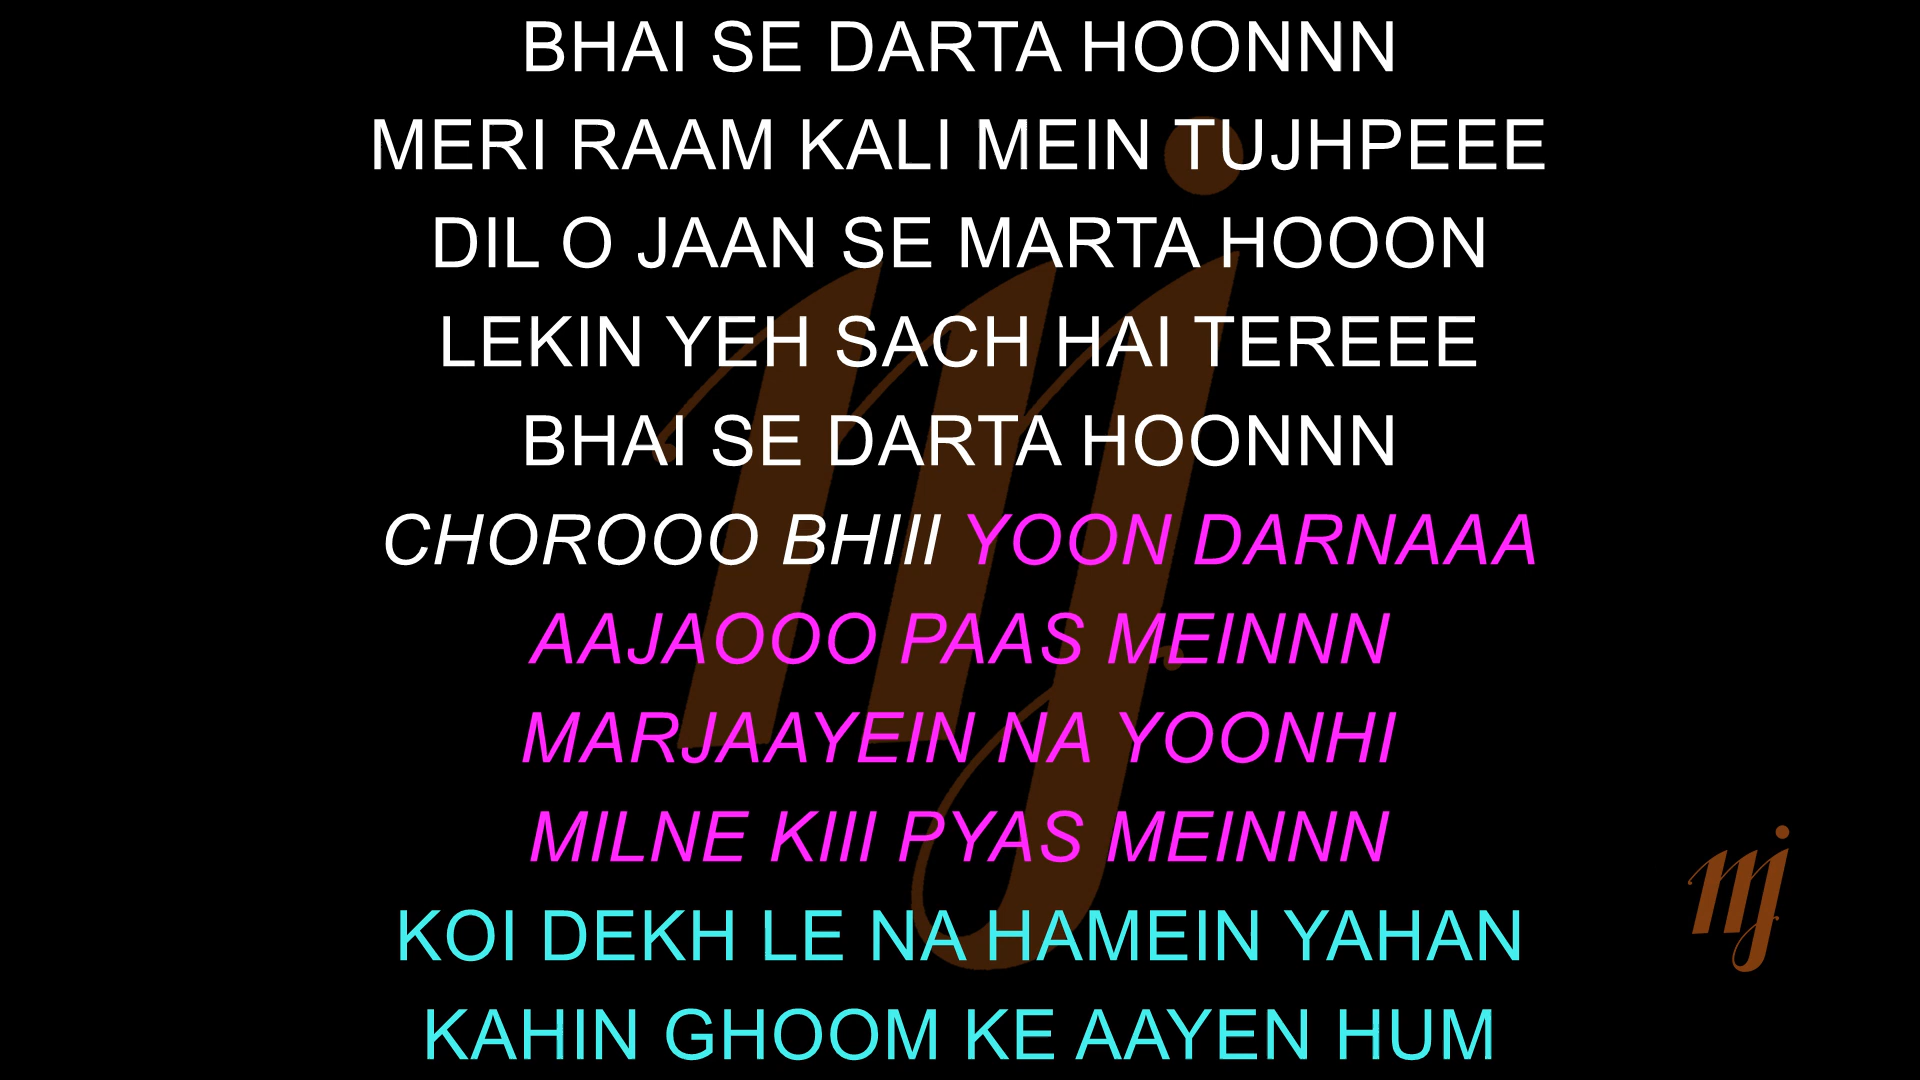 BHAI SE DARTA HOONNN
MERI RAAM KALI MEIN TUJHPEEE
DIL O JAAN SE MARTA HOOON
LEKIN YEH SACH HAI TEREEE
BHAI SE DARTA HOONNN
CHOROOO BHIII YOON DARNAAA
AAJAOOO PAAS MEINNN
MARJAAYEIN NA YOONHI
MILNE KIII PYAS MEINNN
KOI DEKH LE NA HAMEIN YAHAN
KAHIN GHOOM KE AAYEN HUM
mj